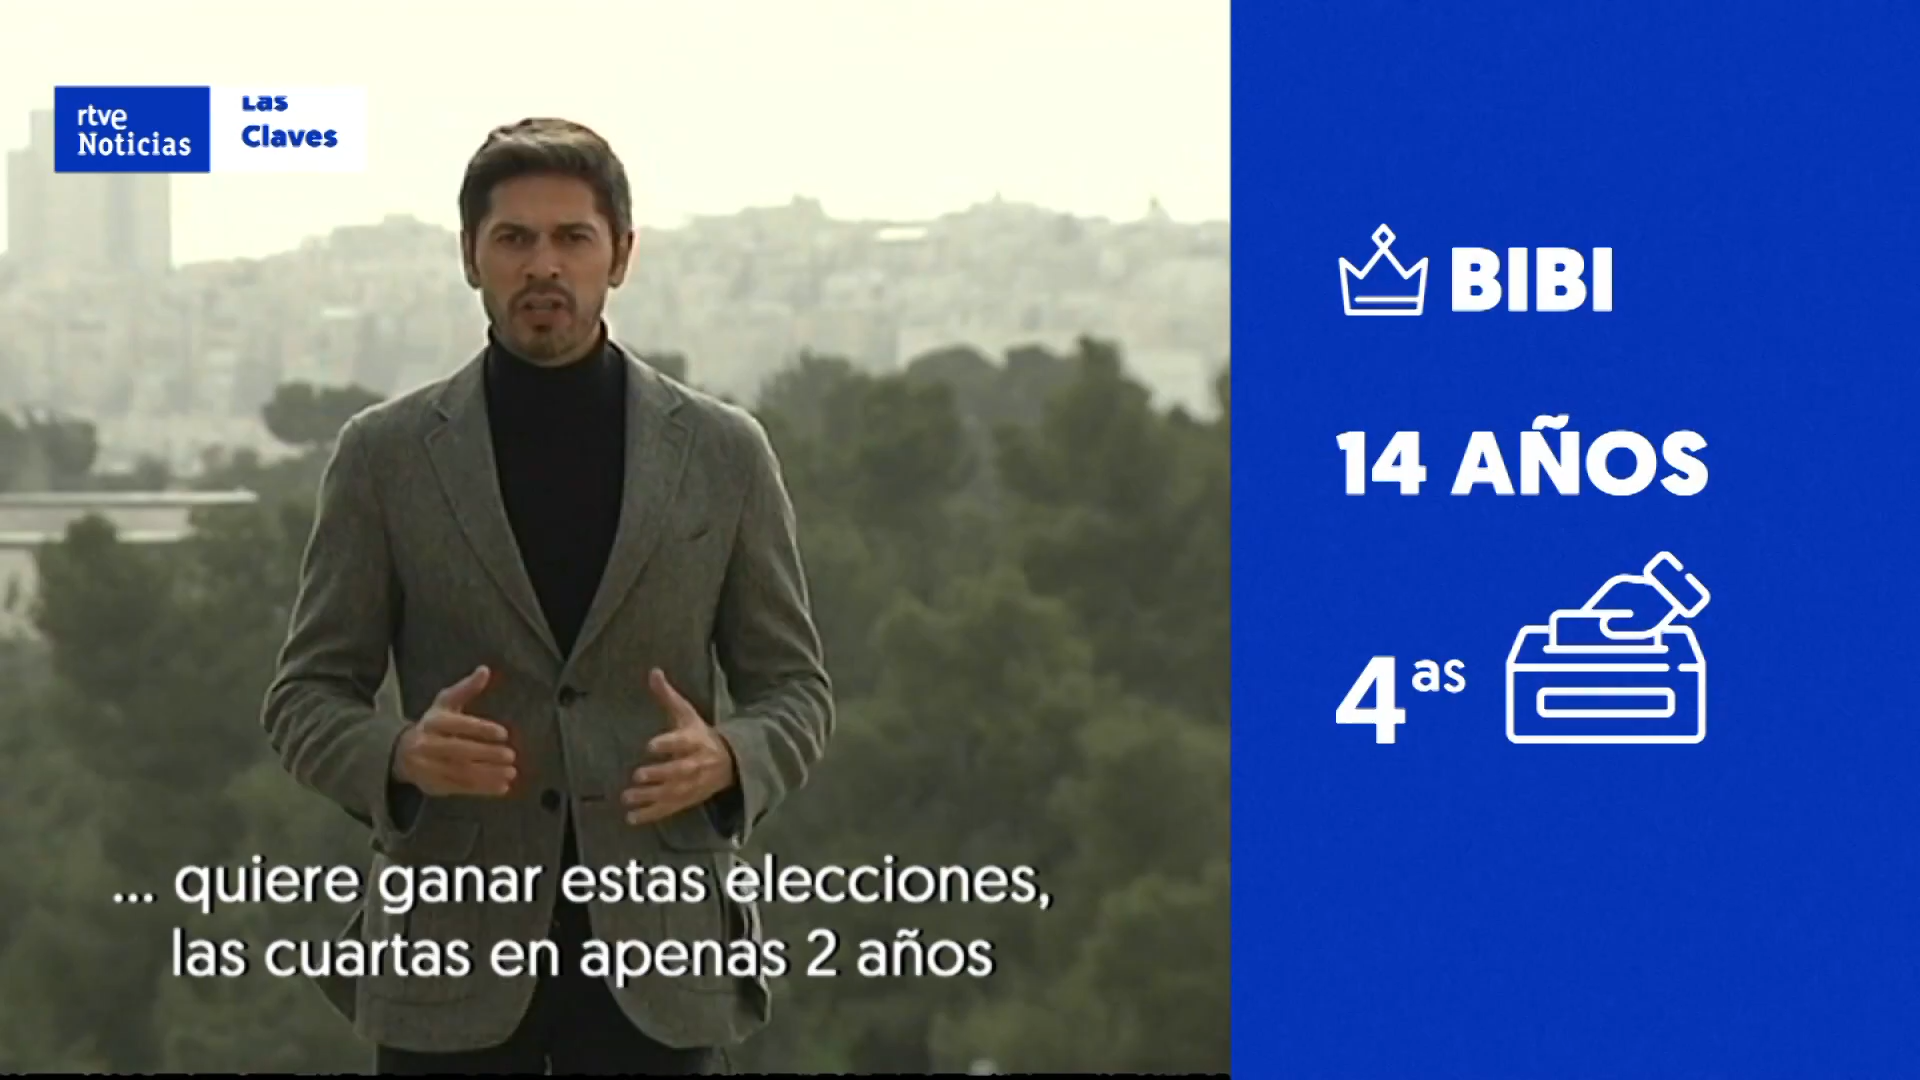 rtve
Noticias
Las
Claves
BIBI
14 AÑOS
4as
... quiere ganar estas elecciones,
las cuartas en apenas 2 años